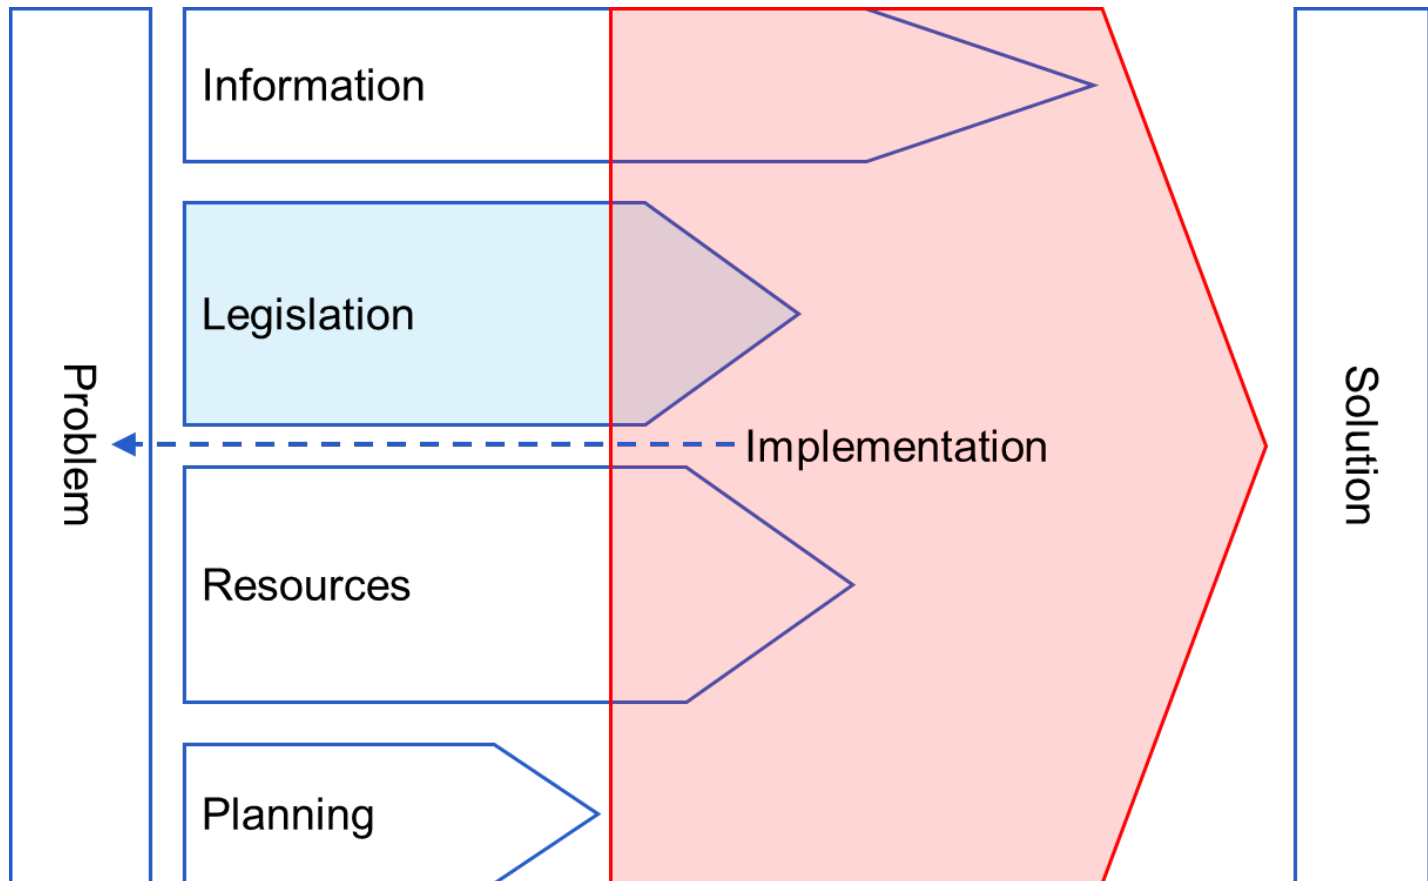 Problem
Information
Legislation
Implementation
Resources
Planning
Solution